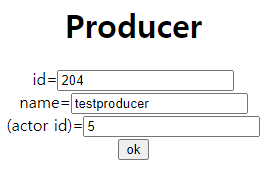 Producer
id=204
name=testproducer
(actor id)=5
ok